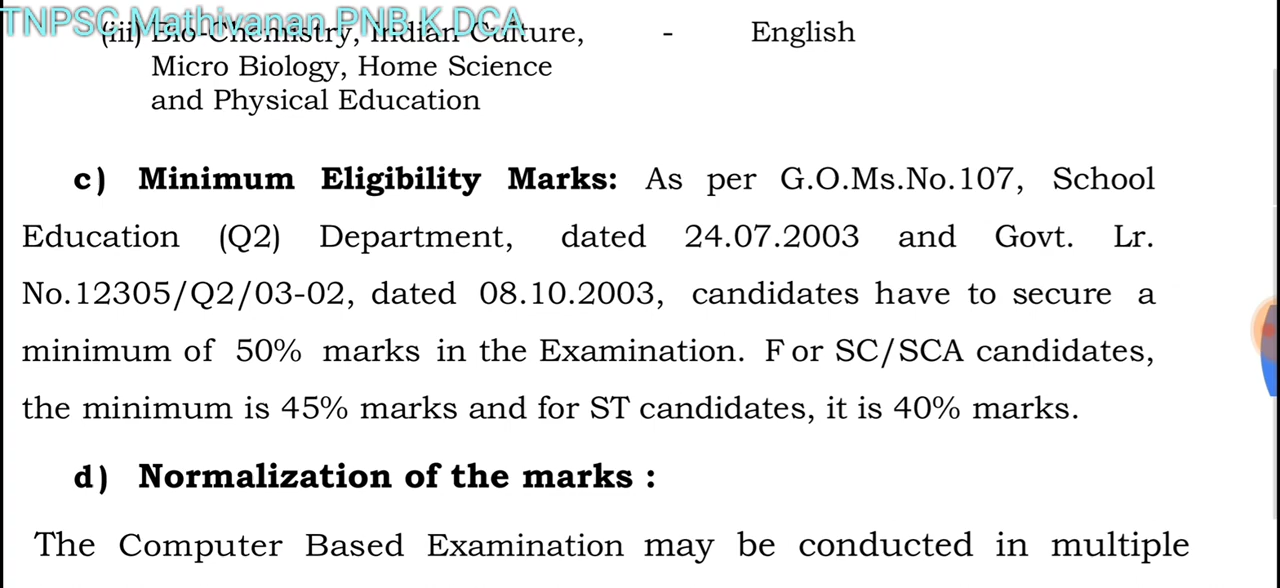 TNPSC Mathivanan PNB K DCA
(iii) Bio-Chemistry, Indian Culture, - English
Micro Biology, Home Science
and Physical Education
c) Minimum Eligibility Marks: As per G.O.Ms.No.107, School
Education (Q2) Department, dated 24.07.2003 and Govt. Lr.
No.12305/Q2/03-02, dated 08.10.2003, candidates have to secure a
minimum of 50% marks in the Examination. F or SC/SCA candidates,
the minimum is 45% marks and for ST candidates, it is 40% marks.
d) Normalization of the marks :
The Computer Based Examination may be conducted in multiple